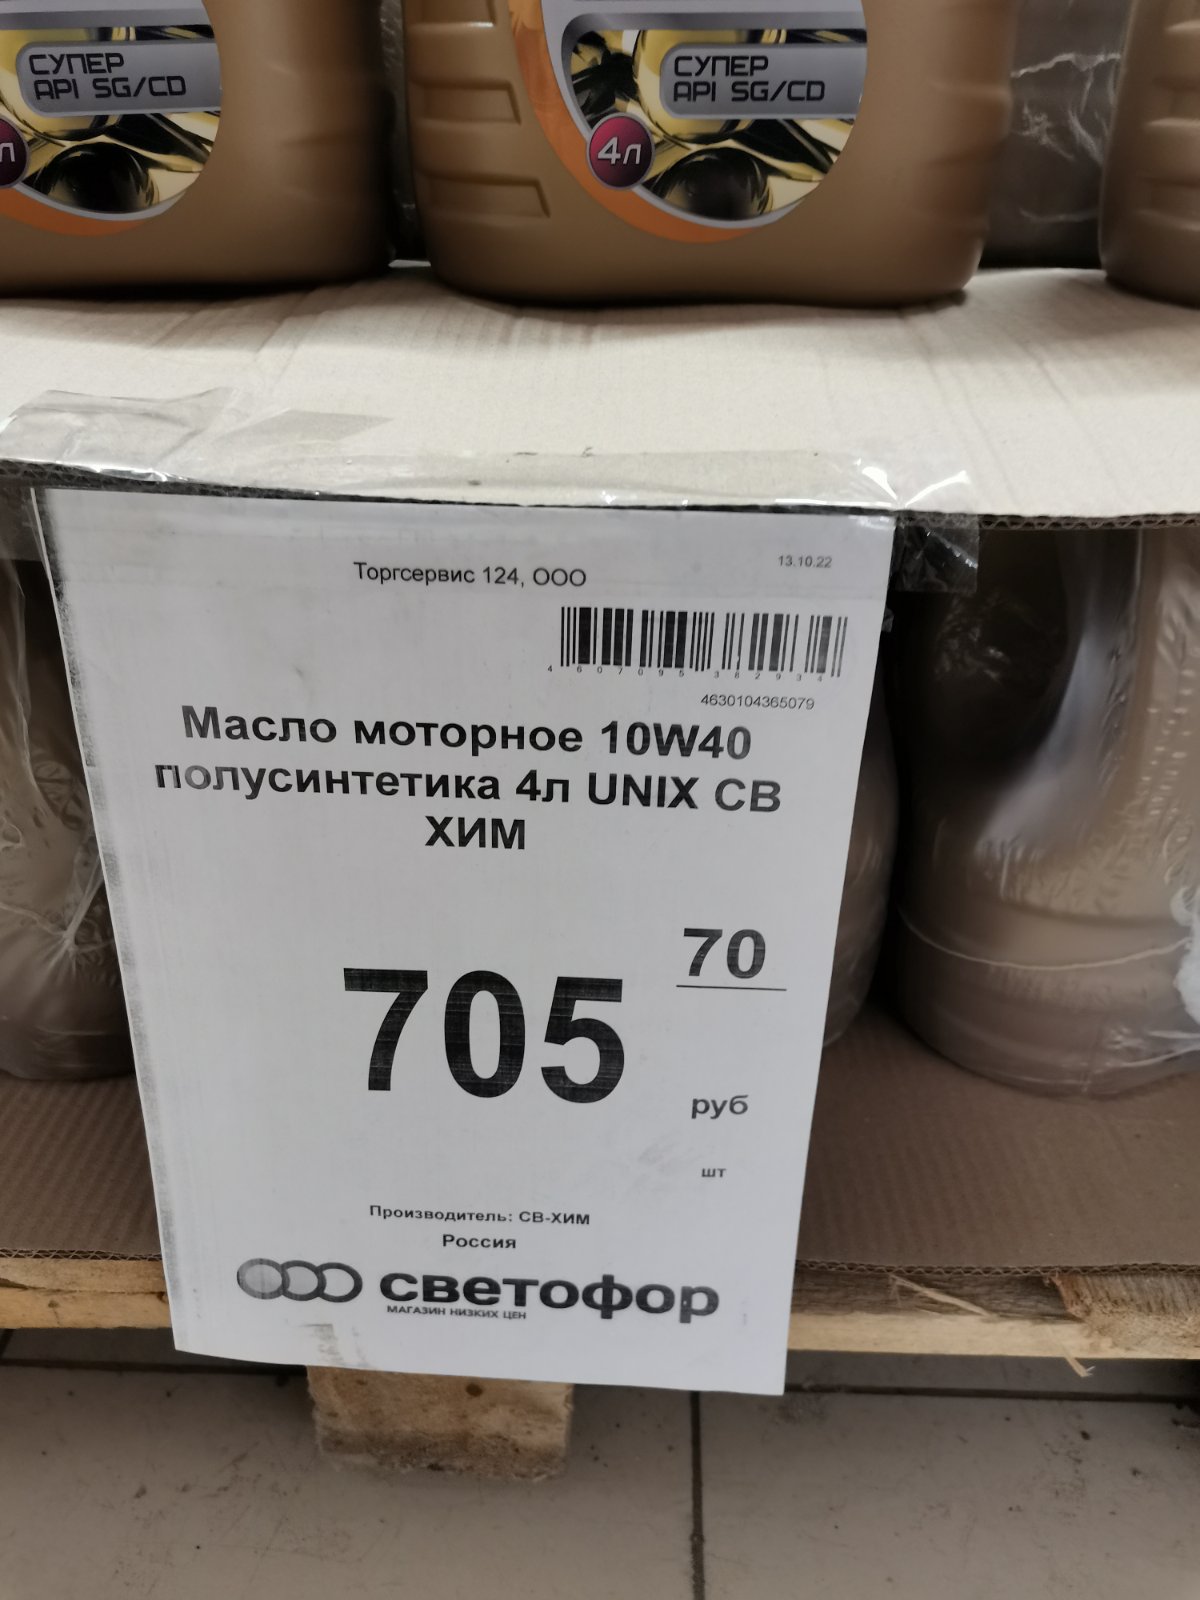 СУПЕР
API SG/CD
л
СУПЕР
API SG/CD
4л
Торгсервис 124, ООО
13.10.22
4607095382934
4630104365079
Масло моторное 10W40
полусинтетика 4л UNIX СВ
ХИМ
705
70
руб
шт
Производитель: СВ-ХИМ
Россия
светофор
МАГАЗИН НИЗКИХ ЦЕН